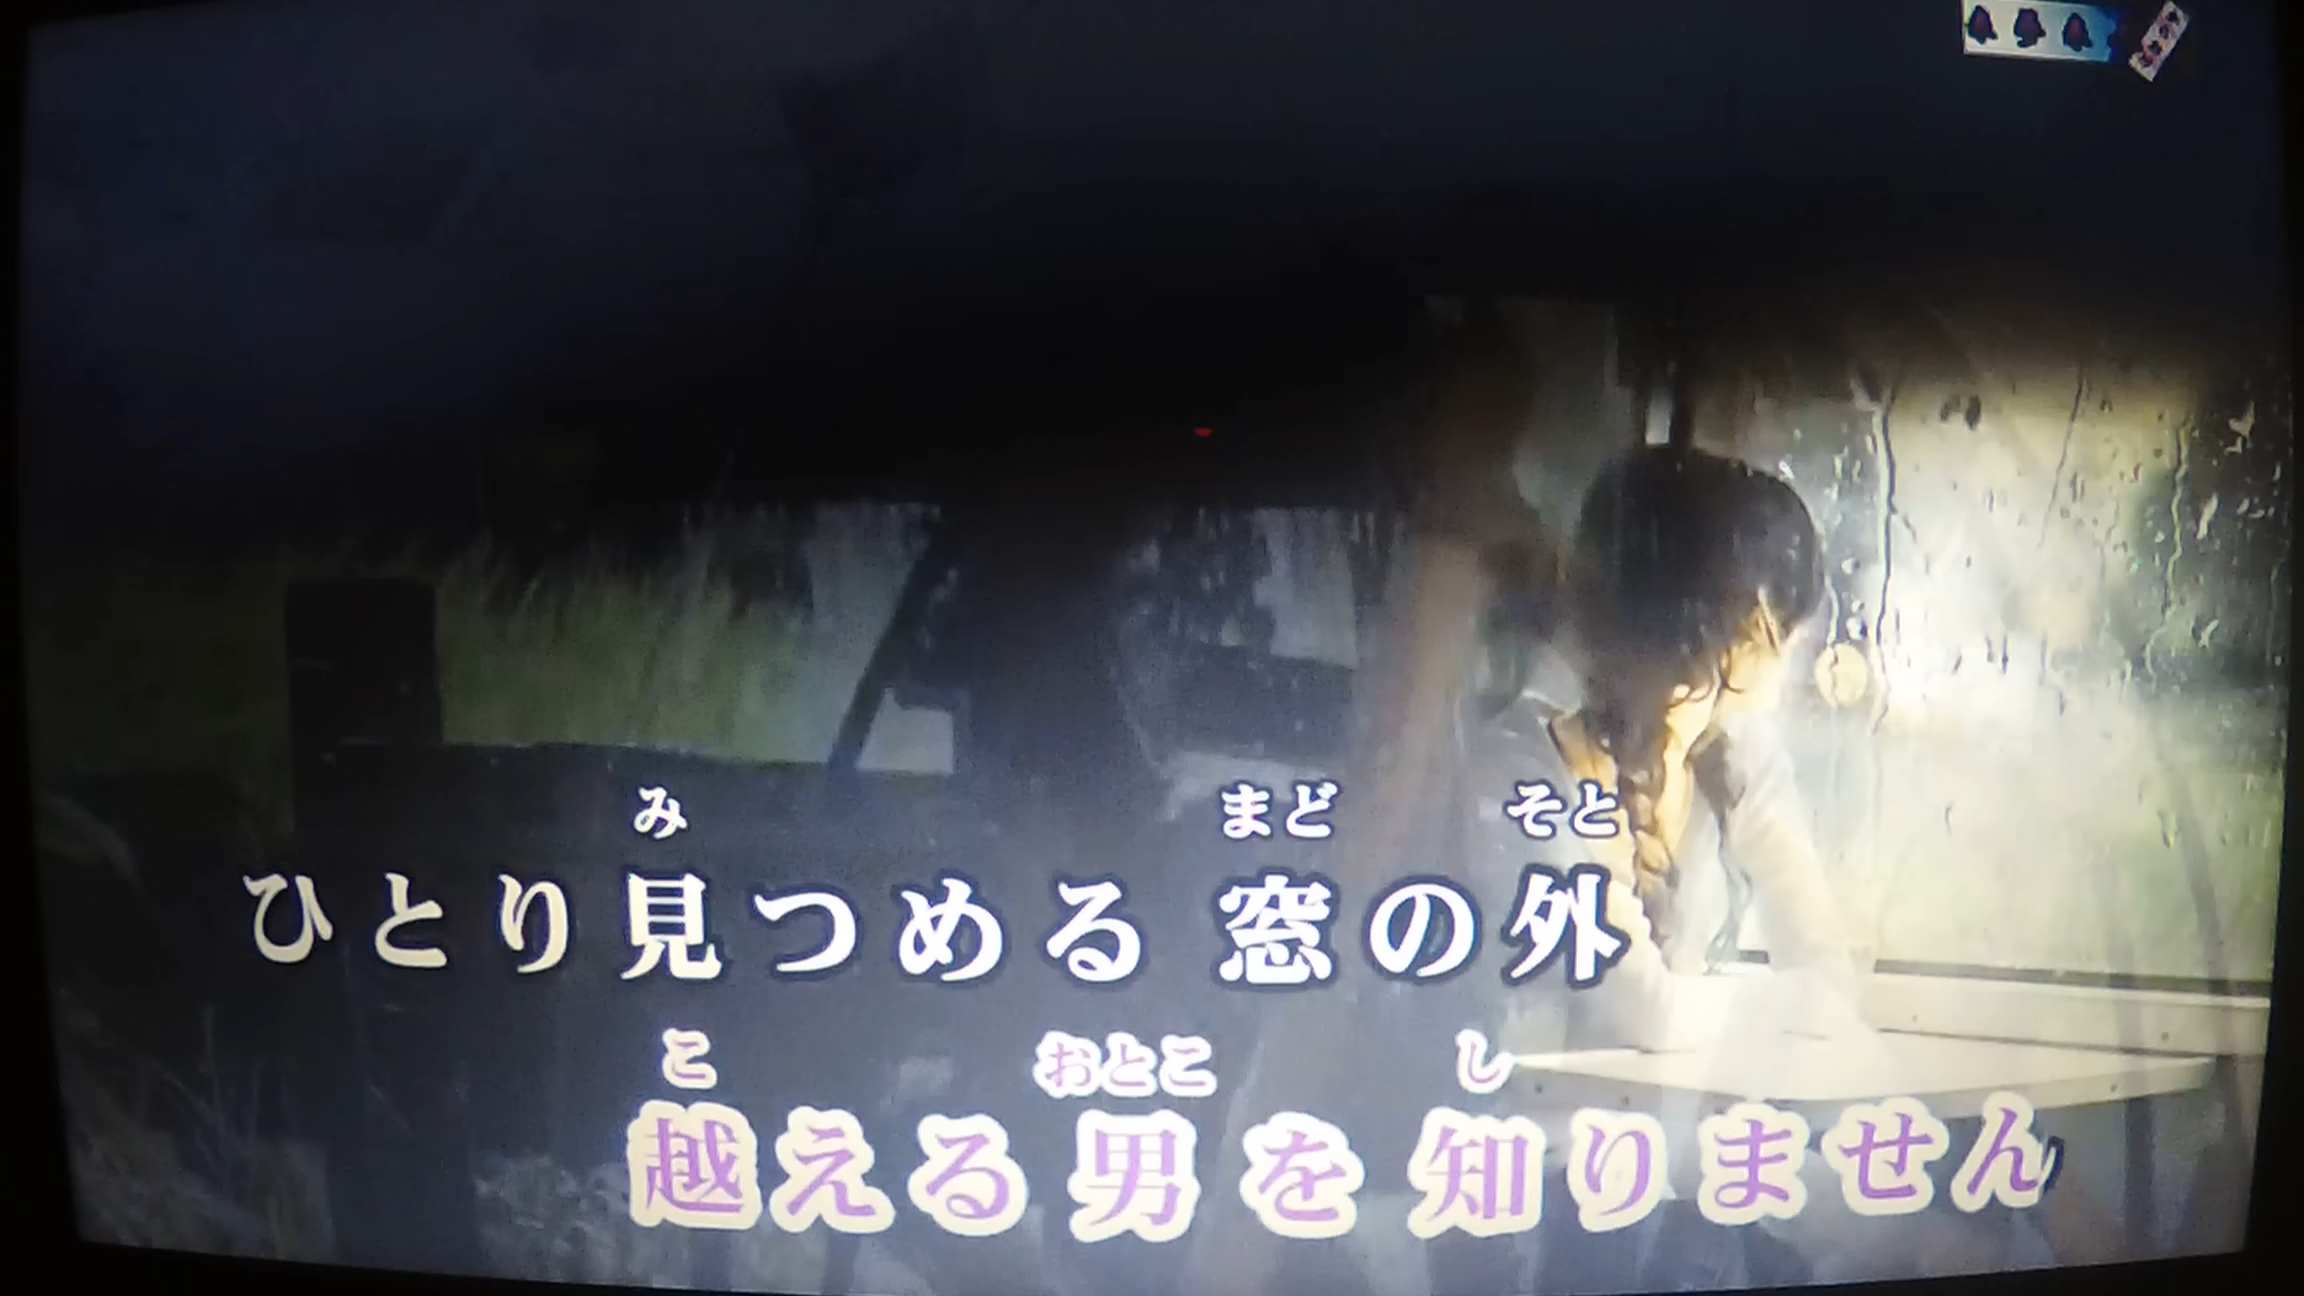 み まど そと
ひとり見つめる 窓の外
こ おとこ し
越える男を知りません